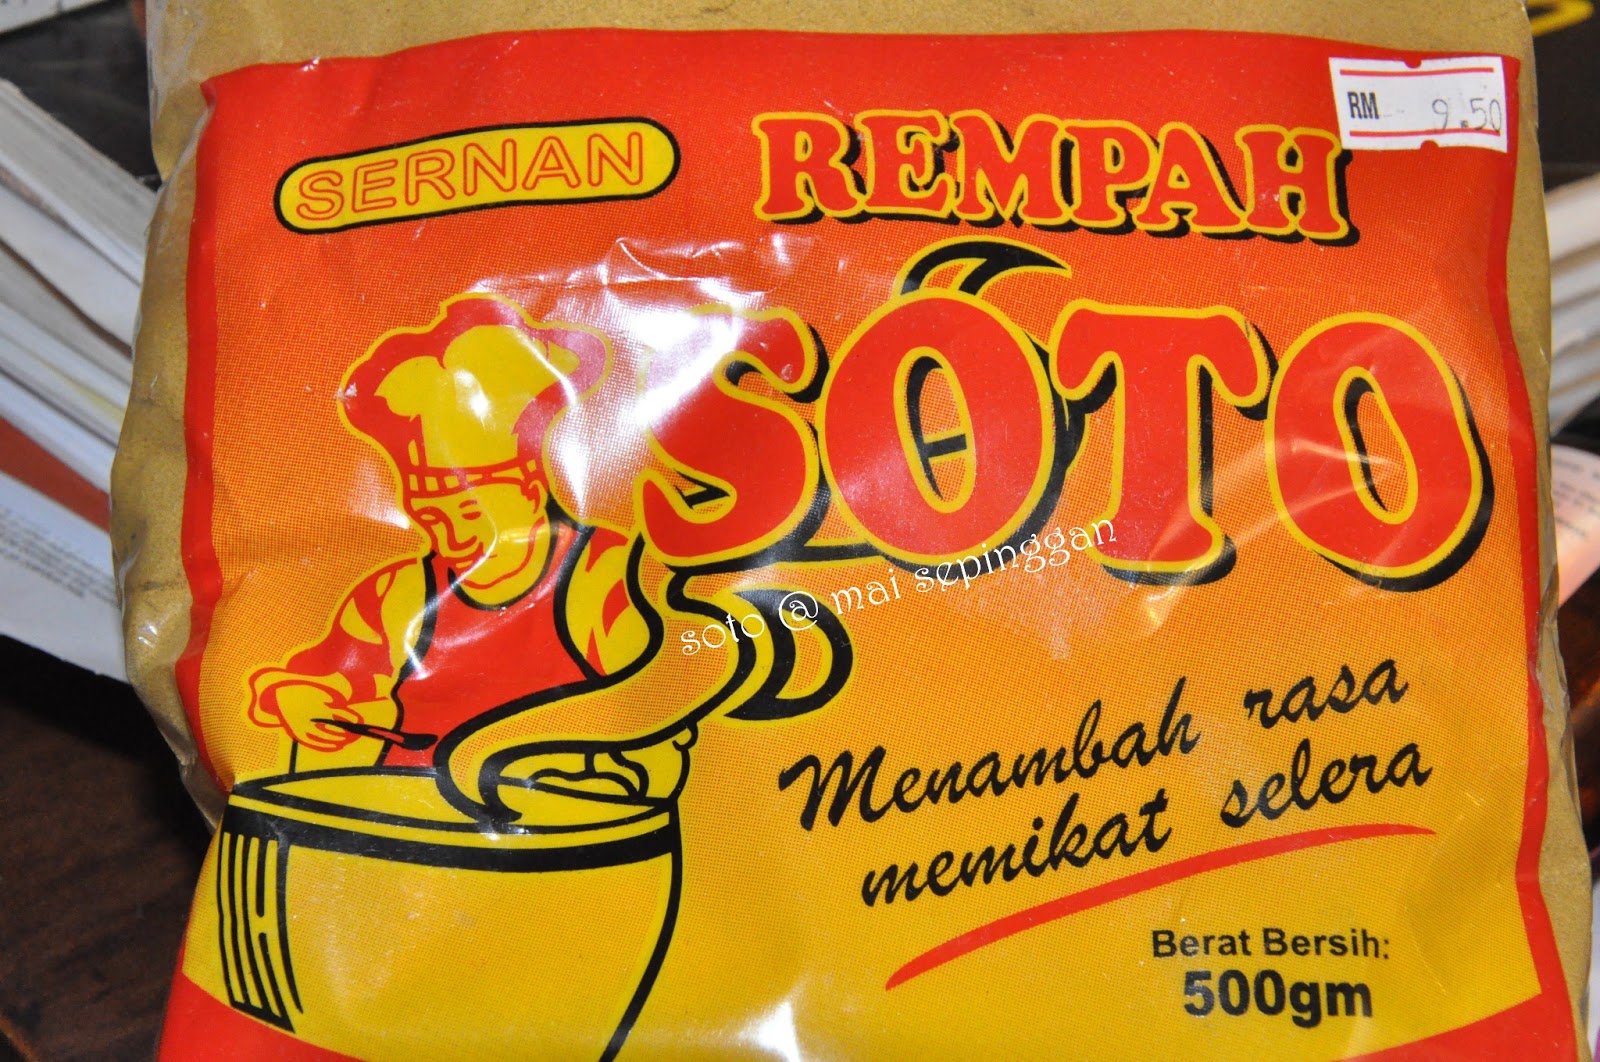 RM 9.50
SERNAN
REMPAH
SOTO
soto @ mai sepinggan
Menambah rasa
memikat selera
Berat Bersih:
500gm